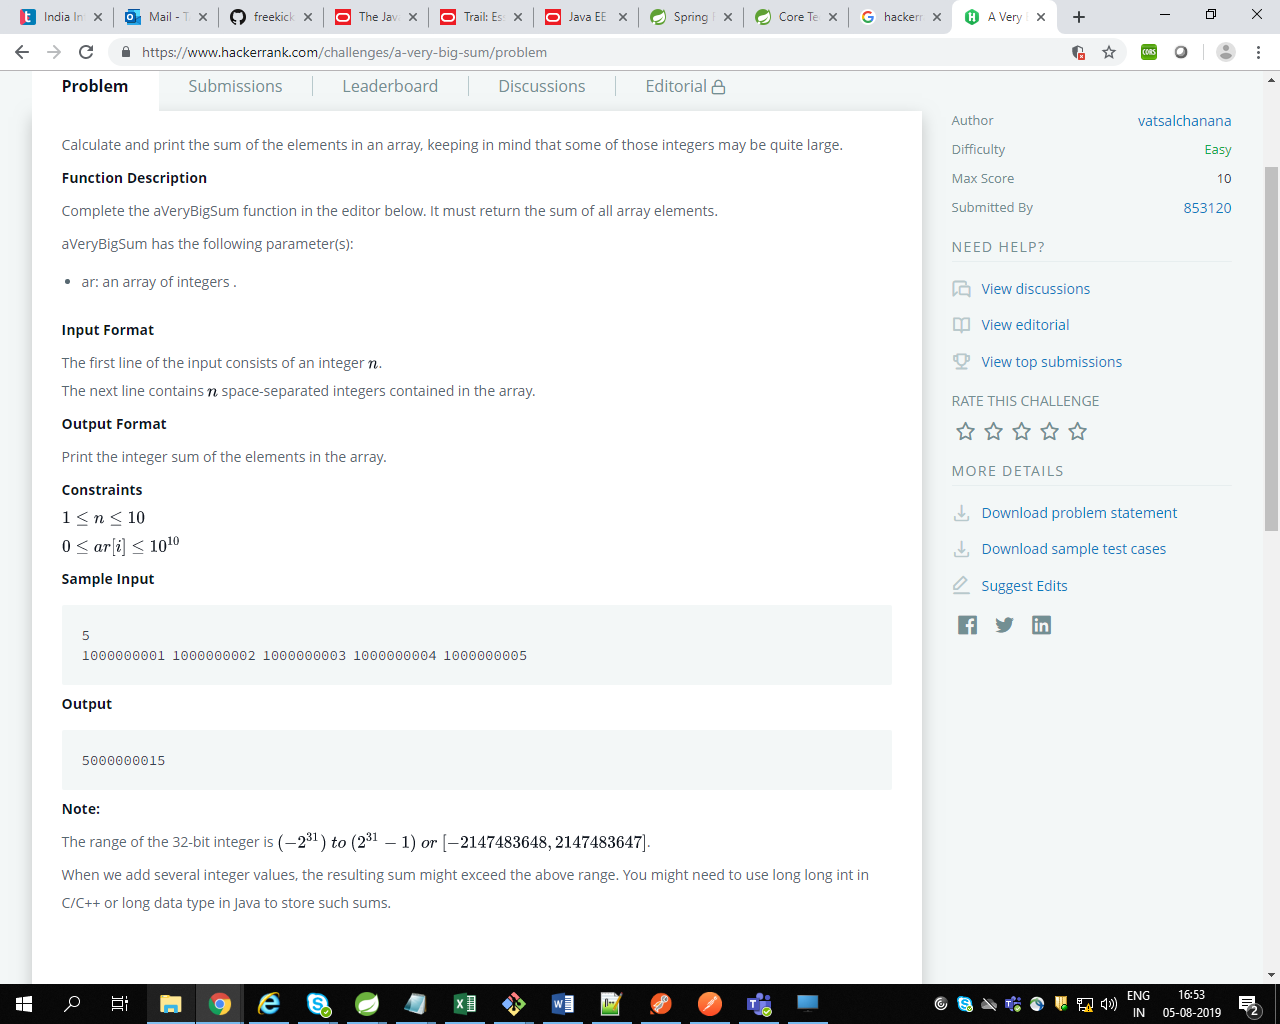 India In
Mail - T
freekick
The Java
Trail: Ess
Java EE
Spring
Core Te
hackerr
A Very
https://www.hackerrank.com/challenges/a-very-big-sum/problem
CORS
Problem
Submissions
Leaderboard
Discussions
Editorial
Calculate and print the sum of the elements in an array, keeping in mind that some of those integers may be quite large.
Function Description
Complete the aVeryBigSum function in the editor below. It must return the sum of all array elements.
aVeryBigSum has the following parameter(s):
• ar: an array of integers .
Input Format
The first line of the input consists of an integer n.
The next line contains n space-separated integers contained in the array.
Output Format
Print the integer sum of the elements in the array.
Constraints
1 ≤ n ≤ 10
0 ≤ ar[i] ≤ 10^10
Sample Input
5
1000000001 1000000002 1000000003 1000000004 1000000005
Output
5000000015
Note:
The range of the 32-bit integer is (−2^31) to (2^31 − 1) or [−2147483648, 2147483647].
When we add several integer values, the resulting sum might exceed the above range. You might need to use long long int in
C/C++ or long data type in Java to store such sums.
Author vatsalchanana
Difficulty Easy
Max Score 10
Submitted By 853120
NEED HELP?
View discussions
View editorial
View top submissions
RATE THIS CHALLENGE
MORE DETAILS
Download problem statement
Download sample test cases
Suggest Edits
ENG
IN
16:53
05-08-2019
2